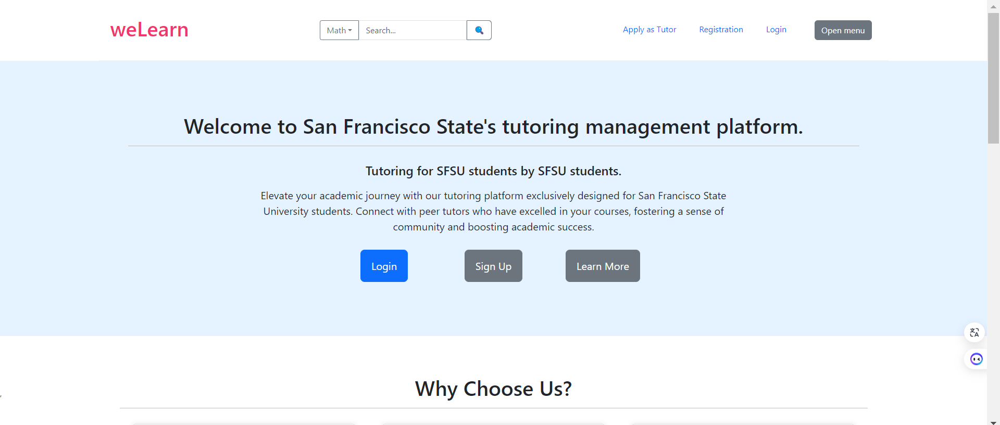 weLearn
Math
Search...
Apply as Tutor
Registration
Login
Open menu
Welcome to San Francisco State's tutoring management platform.
Tutoring for SFSU students by SFSU students.
Elevate your academic journey with our tutoring platform exclusively designed for San Francisco State
University students. Connect with peer tutors who have excelled in your courses, fostering a sense of
community and boosting academic success.
Login
Sign Up
Learn More
Why Choose Us?
,